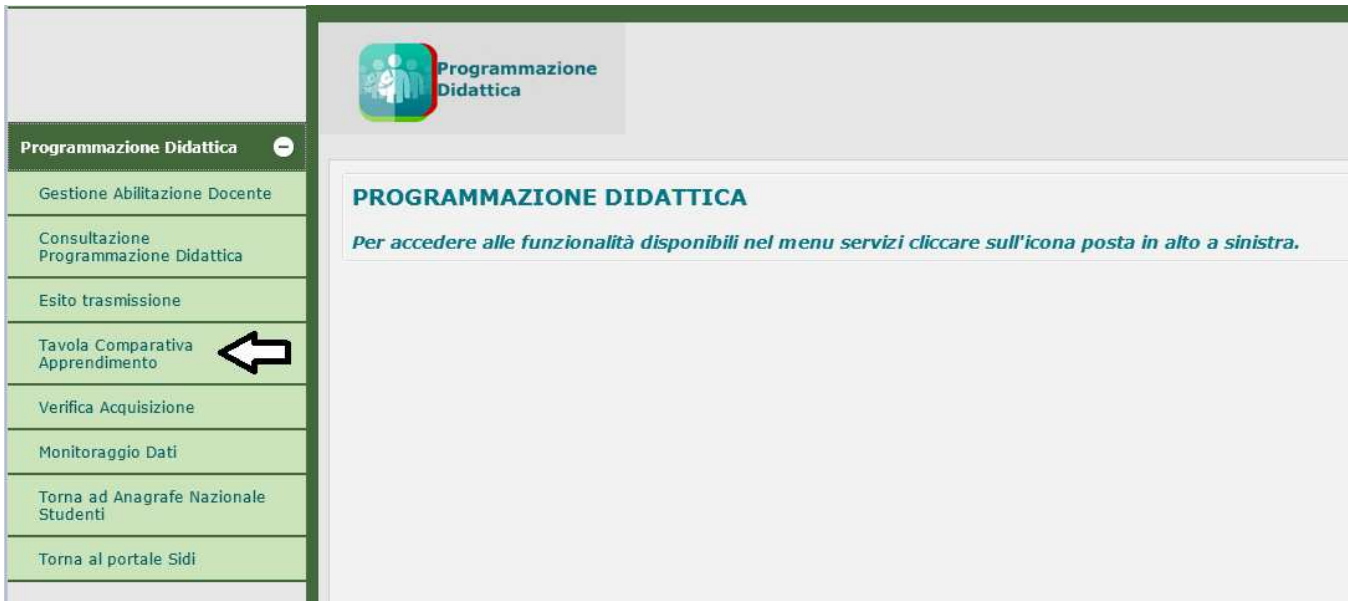 Programmazione
Didattica
Programmazione Didattica
Gestione Abilitazione Docente
Consultazione
Programmazione Didattica
Esito trasmissione
Tavola Comparativa
Apprendimento
Verifica Acquisizione
Monitoraggio Dati
Torna ad Anagrafe Nazionale
Studenti
Torna al portale Sidi
PROGRAMMAZIONE DIDATTICA
Per accedere alle funzionalità disponibili nel menu servizi cliccare sull'icona posta in alto a sinistra.